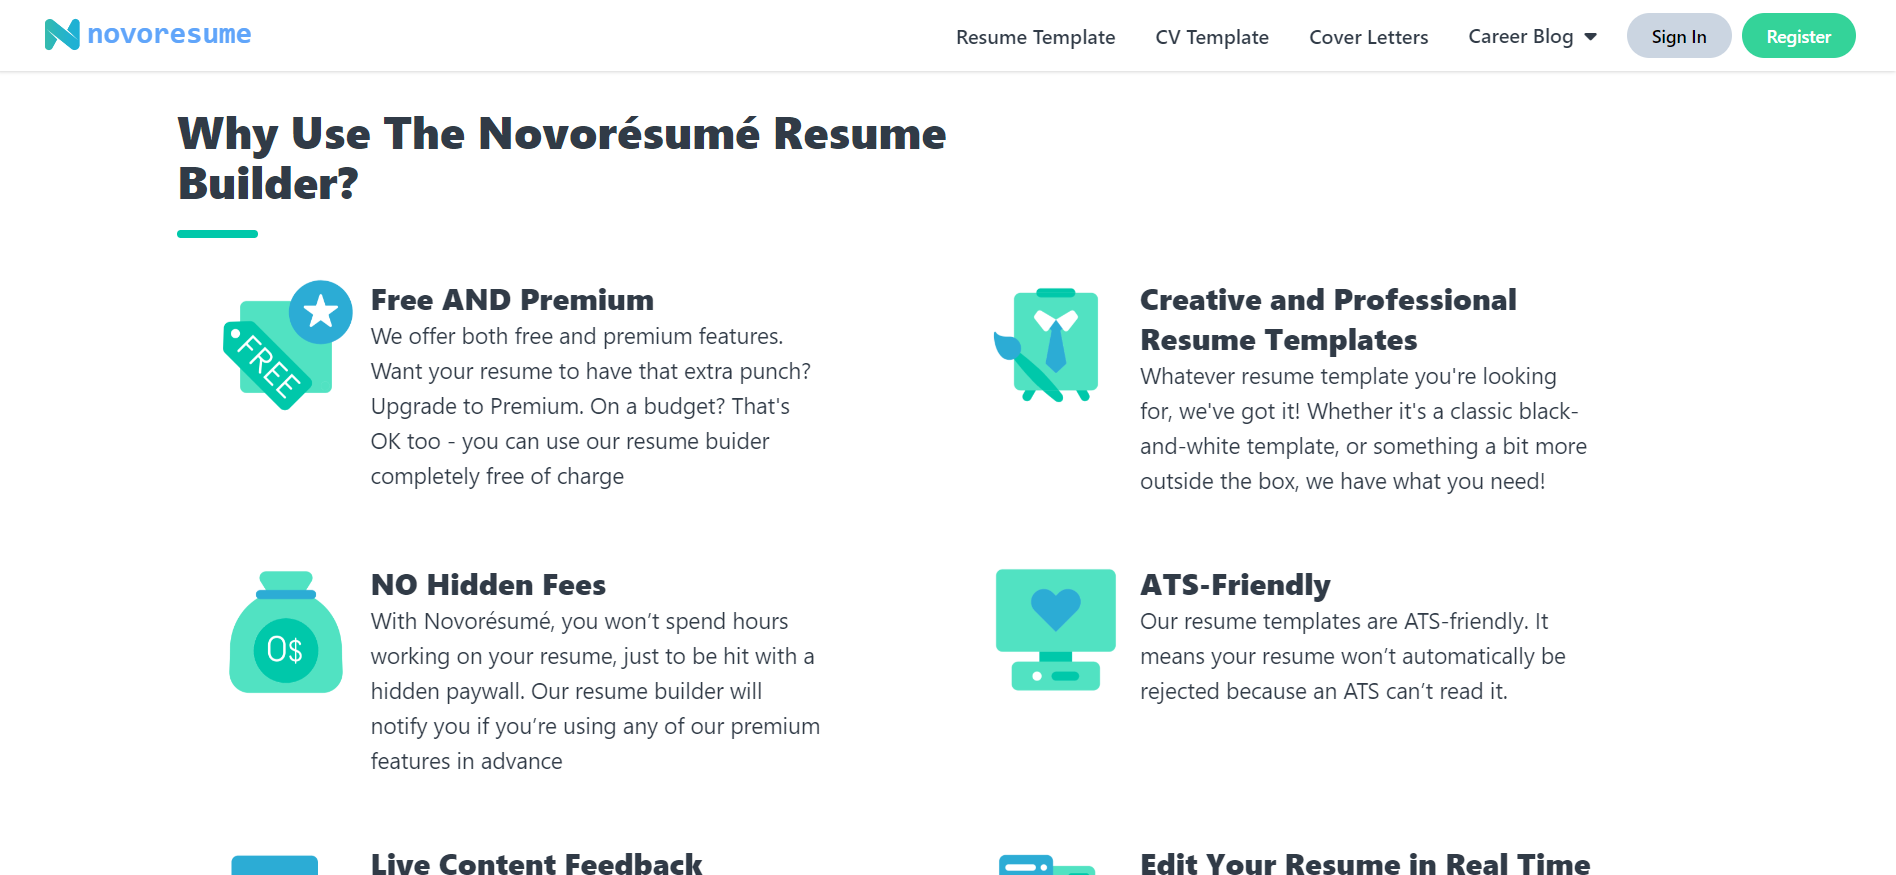 novoresume
Resume Template
CV Template
Cover Letters
Career Blog
Sign In
Register
Why Use The Novorésumé Resume
Builder?
FREE
Free AND Premium
We offer both free and premium features.
Want your resume to have that extra punch?
Upgrade to Premium. On a budget? That's
OK too - you can use our resume buider
completely free of charge
Creative and Professional
Resume Templates
Whatever resume template you're looking
for, we've got it! Whether it's a classic black-
and-white template, or something a bit more
outside the box, we have what you need!
0$
NO Hidden Fees
With Novorésumé, you won’t spend hours
working on your resume, just to be hit with a
hidden paywall. Our resume builder will
notify you if you’re using any of our premium
features in advance
ATS-Friendly
Our resume templates are ATS-friendly. It
means your resume won’t automatically be
rejected because an ATS can’t read it.
Live Content Feedback
Edit Your Resume in Real Time